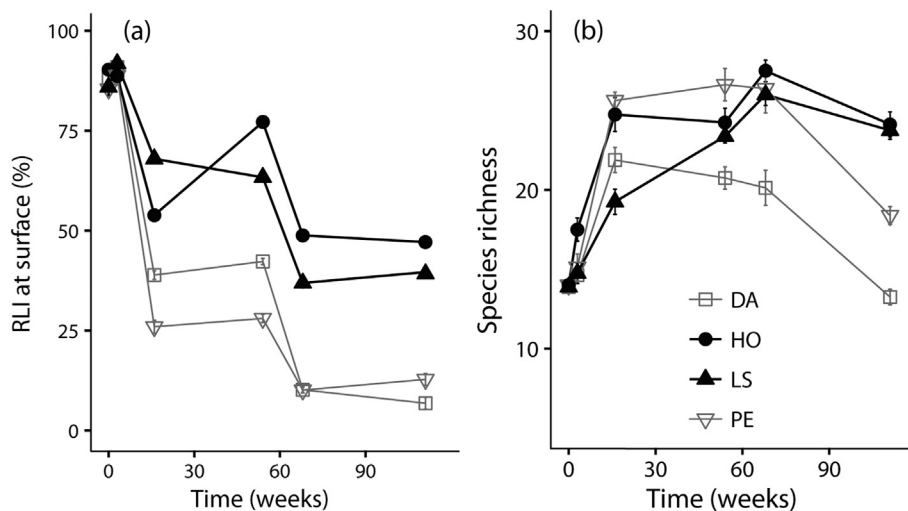 (a)
100
75
50
25
0
RLI at surface (%)
0 30 60 90
Time (weeks)
(b)
30
20
10
Species richness
DA
HO
LS
PE
0 30 60 90
Time (weeks)